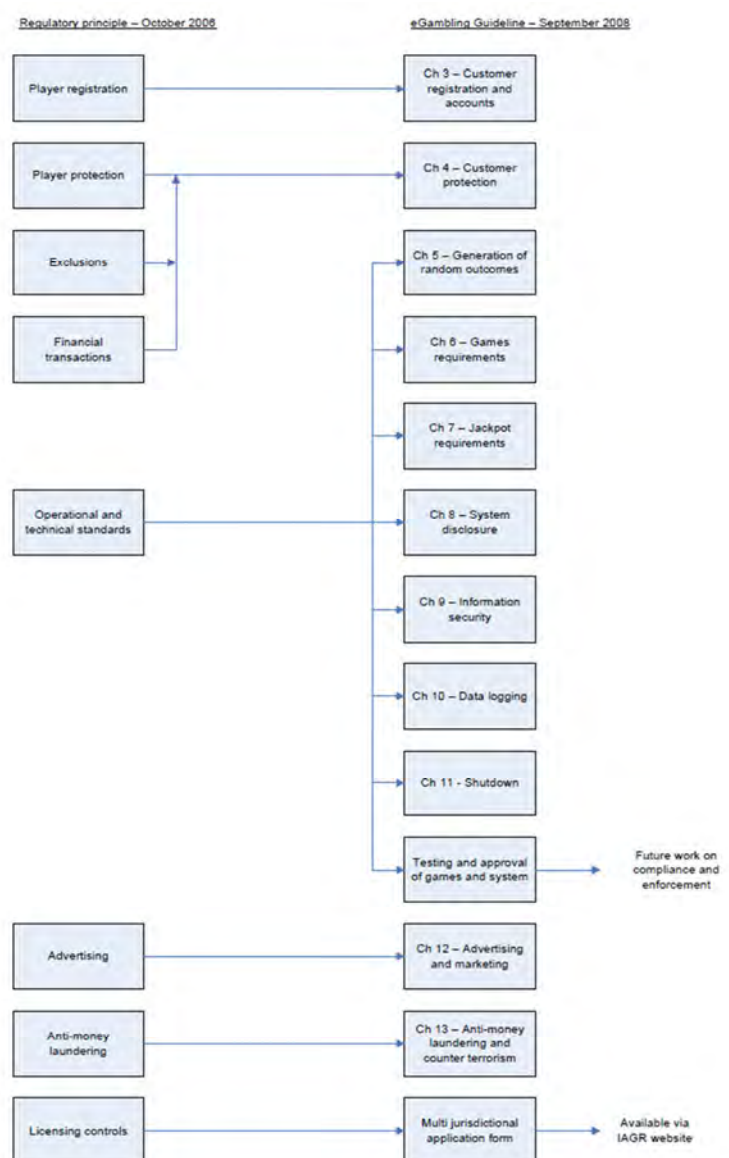 Regulatory principle – October 2006
eGambling Guideline – September 2008
Player registration
Ch 3 – Customer
registration and
accounts
Player protection
Ch 4 – Customer
protection
Exclusions
Ch 5 – Generation of
random outcomes
Financial
transactions
Ch 6 – Games
requirements
Ch 7 – Jackpot
requirements
Operational and
technical standards
Ch 8 – System
disclosure
Ch 9 – Information
security
Ch 10 – Data logging
Ch 11 - Shutdown
Testing and approval
of games and system
Future work on
compliance and
enforcement
Advertising
Ch 12 – Advertising
and marketing
Anti-money
laundering
Ch 13 – Anti-money
laundering and
counter terrorism
Licensing controls
Multi jurisdictional
application form
Available via
IAGR website